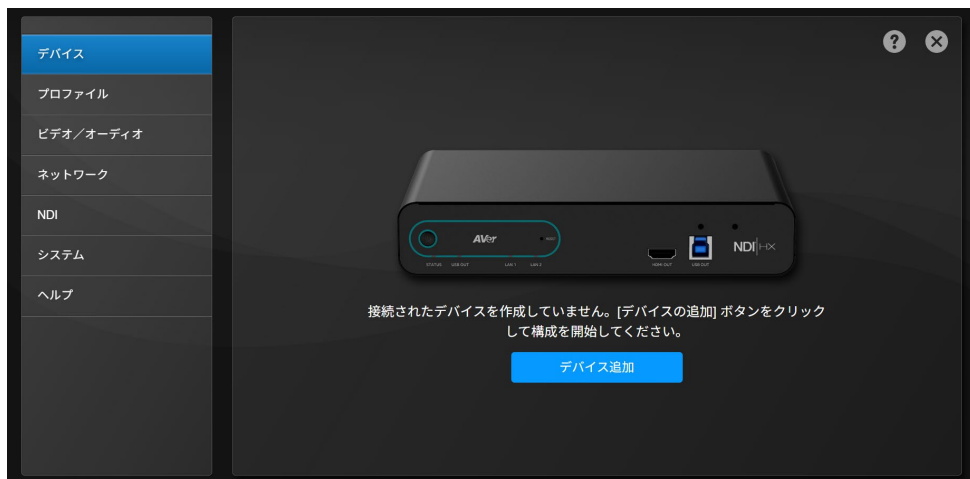 デバイス
プロファイル
ビデオ／オーディオ
ネットワーク
NDI
システム
ヘルプ
?
AVer
STATUS USB OUT LAN 1 LAN 2
HDMI OUT USB OUT
NDI|HX
接続されたデバイスを作成していません。[デバイスの追加] ボタンをクリック
して構成を開始してください。
デバイス追加